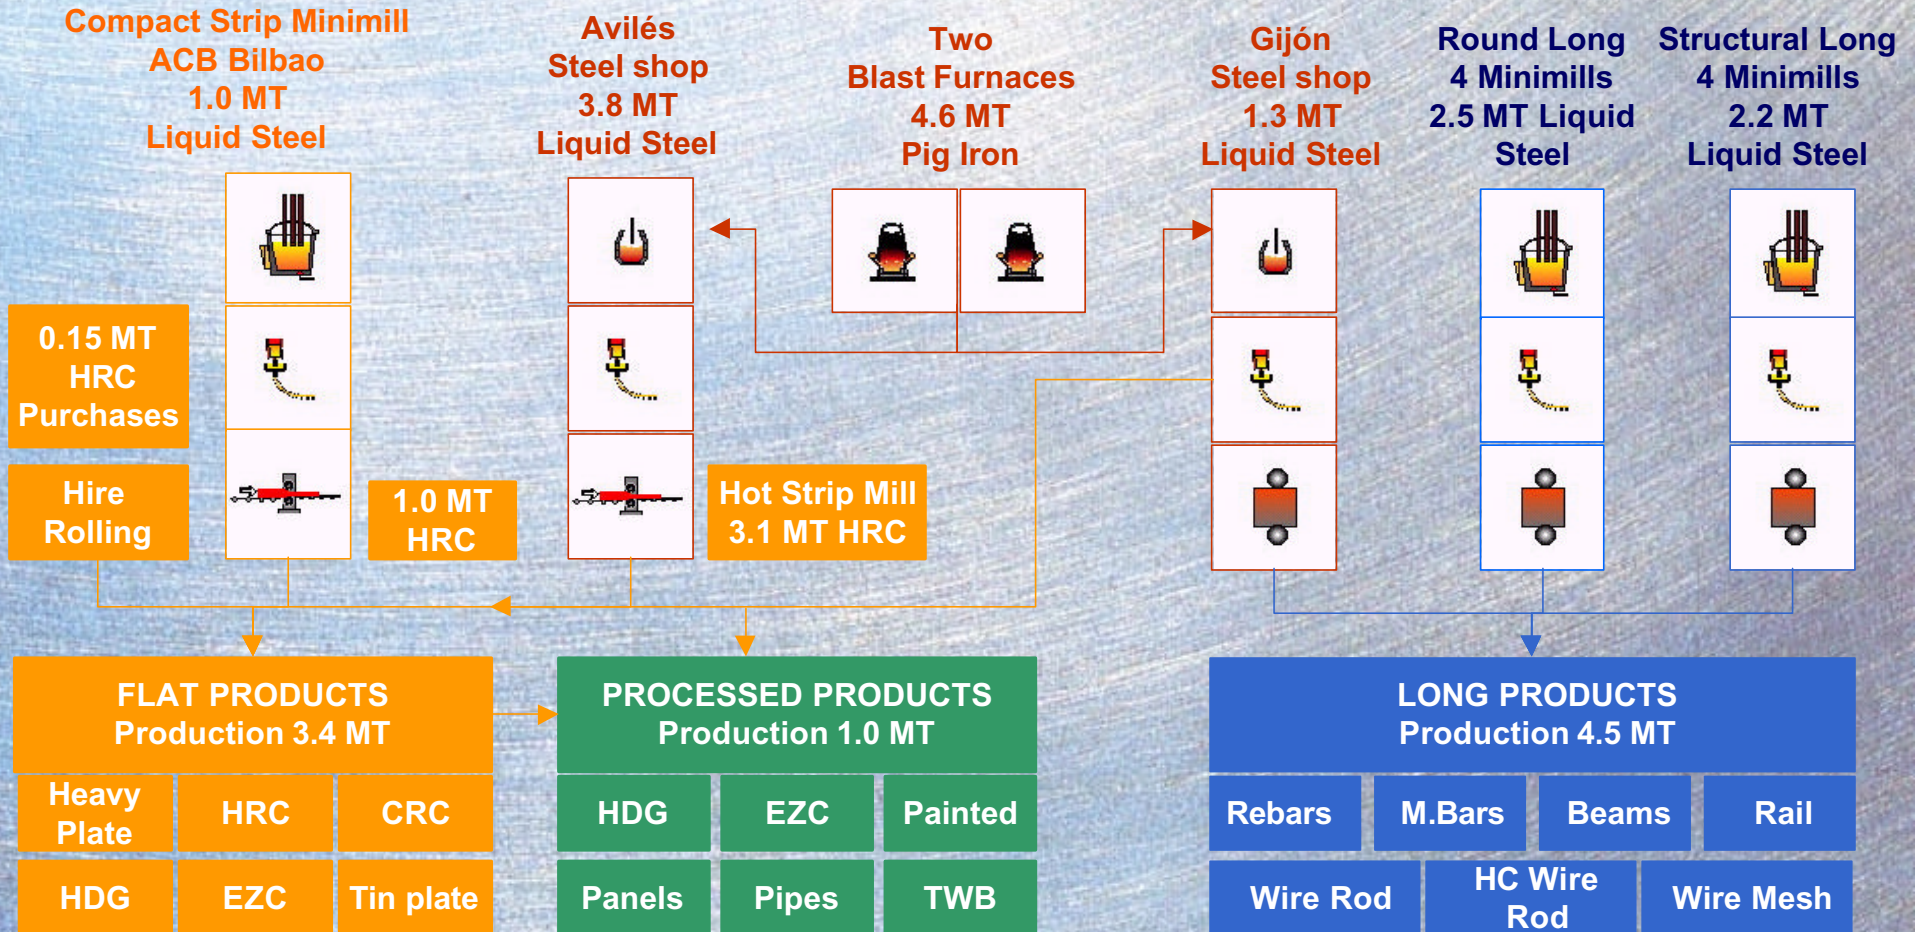 Compact Strip Minimill
ACB Bilbao
1.0 MT
Liquid Steel
Avilés
Steel shop
3.8 MT
Liquid Steel
Two
Blast Furnaces
4.6 MT
Pig Iron
Gijón
Steel shop
1.3 MT
Liquid Steel
Round Long
4 Minimills
2.5 MT Liquid
Steel
Structural Long
4 Minimills
2.2 MT
Liquid Steel
0.15 MT
HRC
Purchases
Hire
Rolling
1.0 MT
HRC
Hot Strip Mill
3.1 MT HRC
FLAT PRODUCTS
Production 3.4 MT
Heavy
Plate
HRC
CRC
HDG
EZC
Tin plate
PROCESSED PRODUCTS
Production 1.0 MT
HDG
EZC
Painted
Panels
Pipes
TWB
LONG PRODUCTS
Production 4.5 MT
Rebars
M.Bars
Beams
Rail
Wire Rod
HC Wire
Rod
Wire Mesh